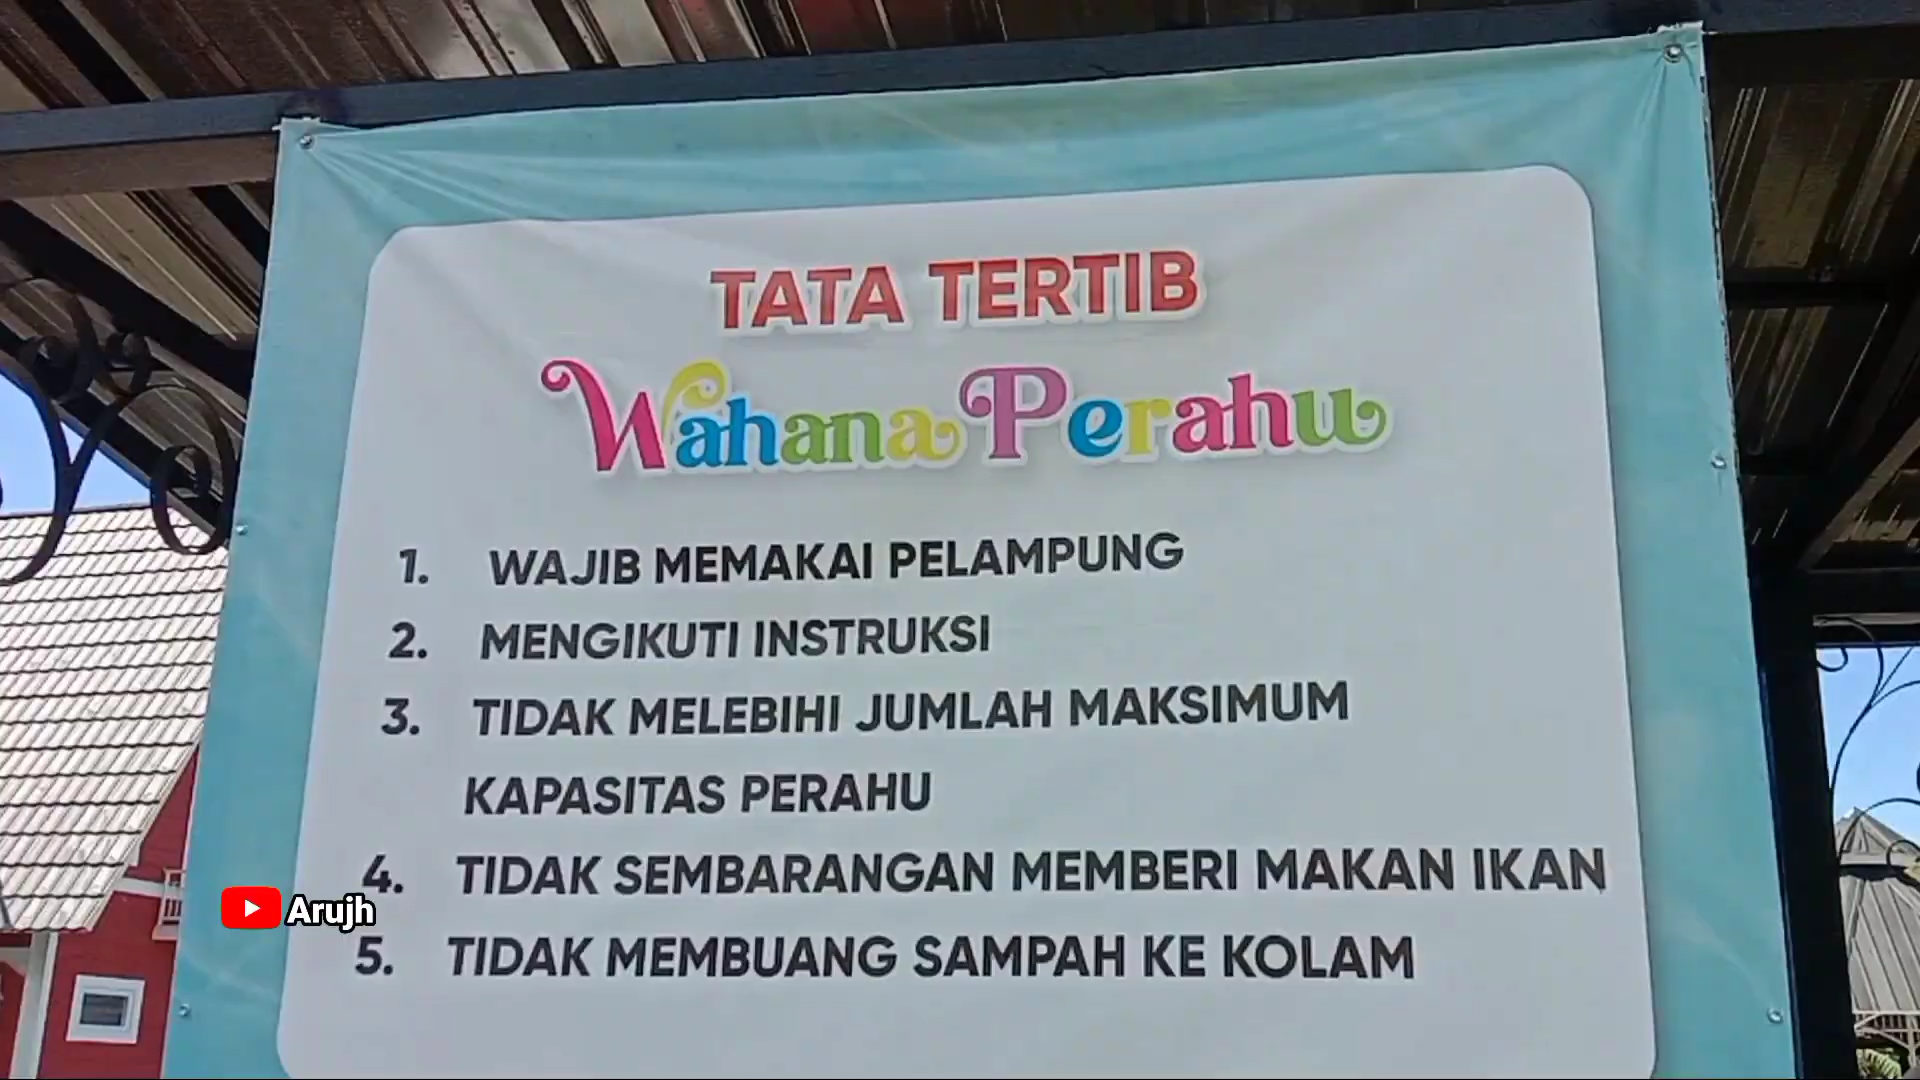 TATA TERTIB
Wahana Perahu
1. WAJIB MEMAKAI PELAMPUNG
2. MENGIKUTI INSTRUKSI
3. TIDAK MELEBIHI JUMLAH MAKSIMUM
KAPASITAS PERAHU
4. TIDAK SEMBARANGAN MEMBERI MAKAN IKAN
Arujh
5. TIDAK MEMBUANG SAMPAH KE KOLAM